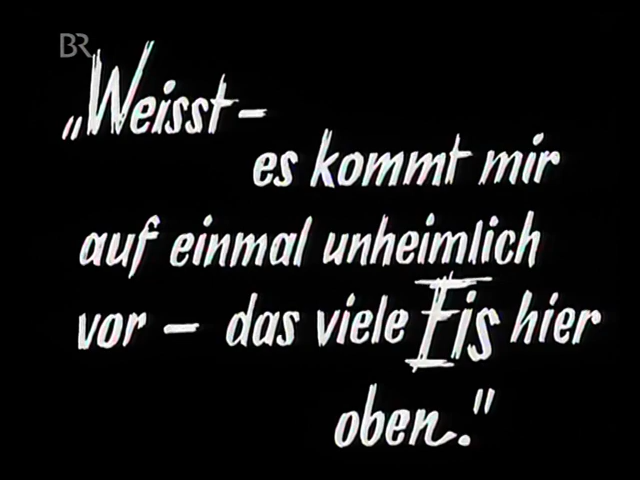 BR
„Weisst –
es kommt mir
auf einmal unheimlich
vor – das viele Eis hier
oben."